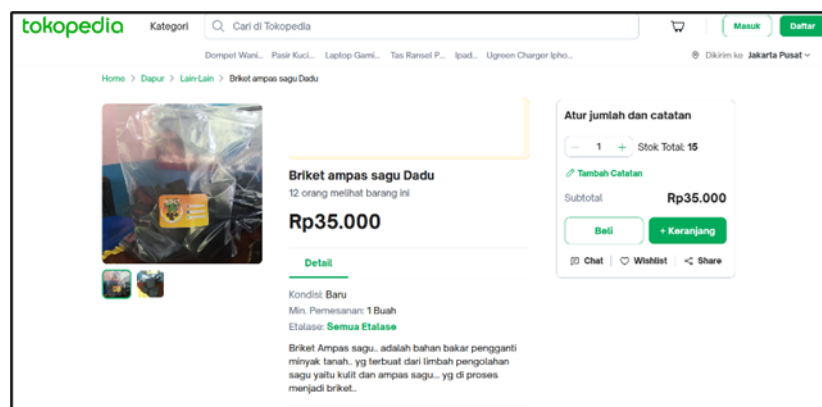 tokopedia
Kategori
Cari di Tokopedia
Masuk
Daftar
Dompet Wani... Pasir Kuci... Laptop Gami... Tas Ransel P... Ipad... Ugreen Charger Ipho...
Dikirim ke Jakarta Pusat
Home > Dapur > Lain-Lain > Briket ampas sagu Dadu
Briket ampas sagu Dadu
12 orang melihat barang ini
Rp35.000
Detail
Kondisi: Baru
Min. Pemesanan: 1 Buah
Etalase: Semua Etalase
Briket Ampas sagu.. adalah bahan bakar pengganti
minyak tanah.. yg terbuat dari limbah pengolahan
sagu yaitu kulit dan ampas sagu... yg di proses
menjadi briket..
Atur jumlah dan catatan
− 1 + Stok Total: 15
Tambah Catatan
Subtotal Rp35.000
Beli
+ Keranjang
Chat | Wishlist | Share